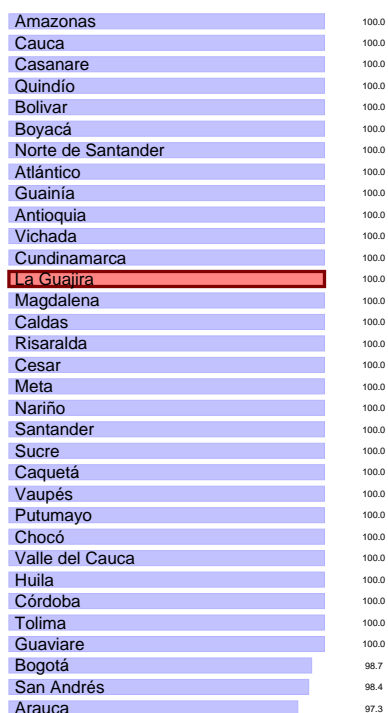 Amazonas 100.0
Cauca 100.0
Casanare 100.0
Quindío 100.0
Bolivar 100.0
Boyacá 100.0
Norte de Santander 100.0
Atlántico 100.0
Guainía 100.0
Antioquia 100.0
Vichada 100.0
Cundinamarca 100.0
La Guajira 100.0
Magdalena 100.0
Caldas 100.0
Risaralda 100.0
Cesar 100.0
Meta 100.0
Nariño 100.0
Santander 100.0
Sucre 100.0
Caquetá 100.0
Vaupés 100.0
Putumayo 100.0
Chocó 100.0
Valle del Cauca 100.0
Huila 100.0
Córdoba 100.0
Tolima 100.0
Guaviare 100.0
Bogotá 98.7
San Andrés 98.4
Arauca 97.3